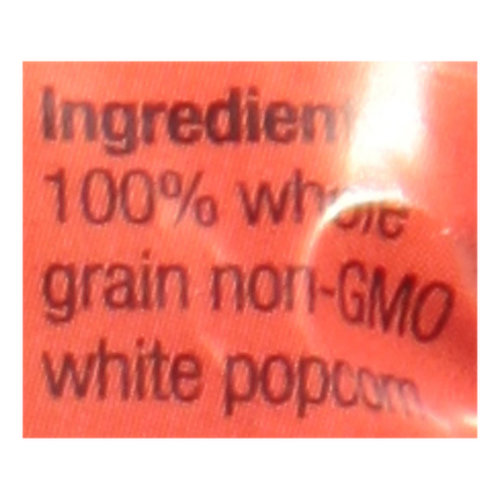 Ingredient
100% whole
grain non-GMO
white popcorn.